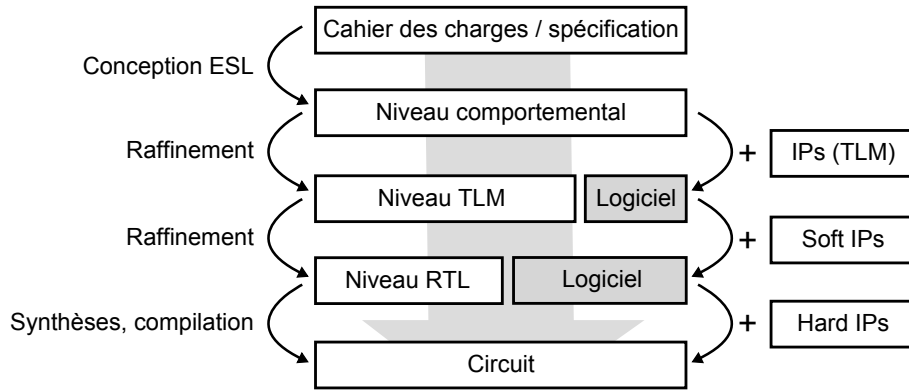 Cahier des charges / spécification
Conception ESL
Niveau comportemental
Raffinement
+ IPs (TLM)
Niveau TLM
Logiciel
Raffinement
+ Soft IPs
Niveau RTL
Logiciel
Synthèses, compilation
+ Hard IPs
Circuit